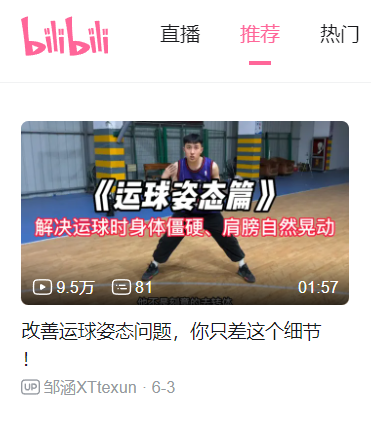 bilibili
直播 推荐 热门
《运球姿态篇》
解决运球时身体僵硬、肩膀自然晃动
9.5万 81 01:57
改善运球姿态问题，你只差这个细节
！
UP 邹涵XTtexun · 6-3